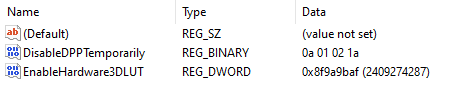 Name Type Data
(Default) REG_SZ (value not set)
DisableDPPTemporarily REG_BINARY 0a 01 02 1a
EnableHardware3DLUT REG_DWORD 0x8f9a9baf (2409274287)